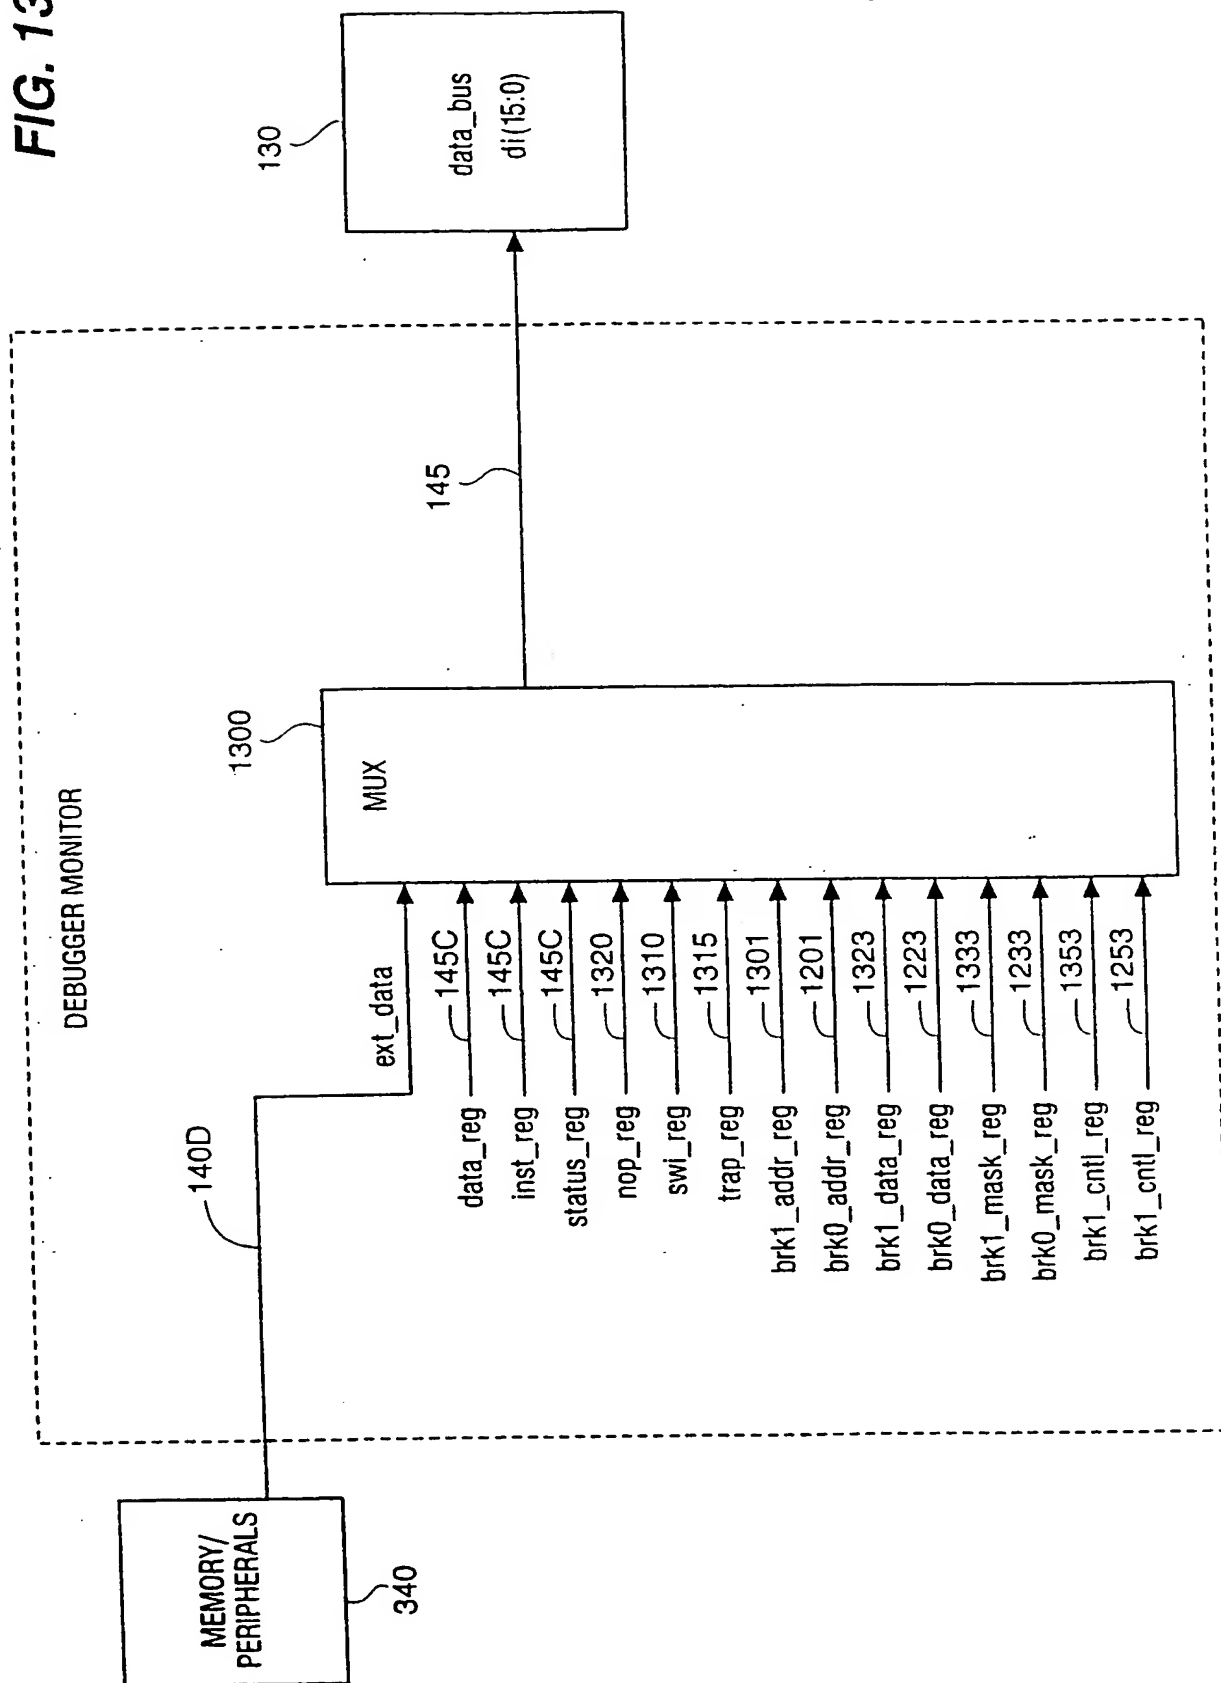 FIG. 13
DEBUGGER MONITOR
MEMORY/
PERIPHERALS
340
140D
ext_data
data_reg
145C
inst_reg
145C
status_reg
145C
nop_reg
1320
swi_reg
1310
trap_reg
1315
brk1_addr_reg
1301
brk0_addr_reg
1201
brk1_data_reg
1323
brk0_data_reg
1223
brk1_mask_reg
1333
brk0_mask_reg
1233
brk1_cntl_reg
1353
brk1_cntl_reg
1253
MUX
1300
145
130
data_bus
di(15:0)